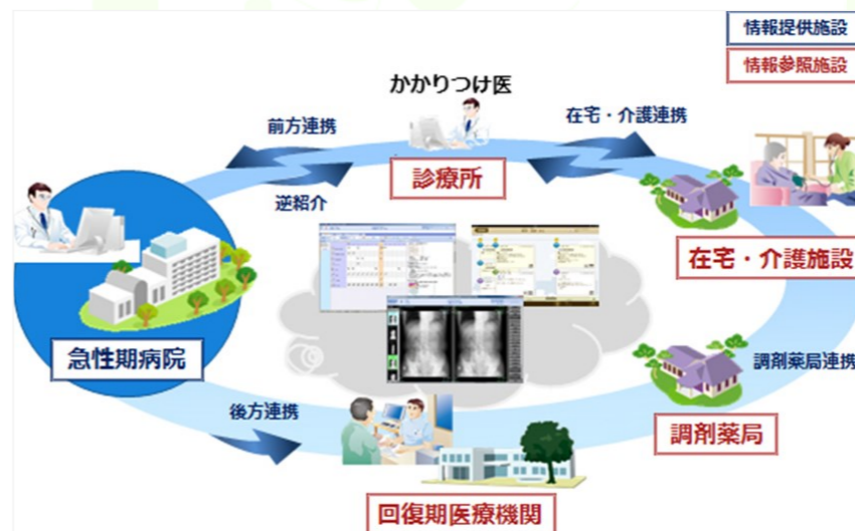 情報提供施設
情報参照施設
かかりつけ医
前方連携
在宅・介護連携
診療所
逆紹介
在宅・介護施設
急性期病院
調剤薬局連携
後方連携
調剤薬局
回復期医療機関